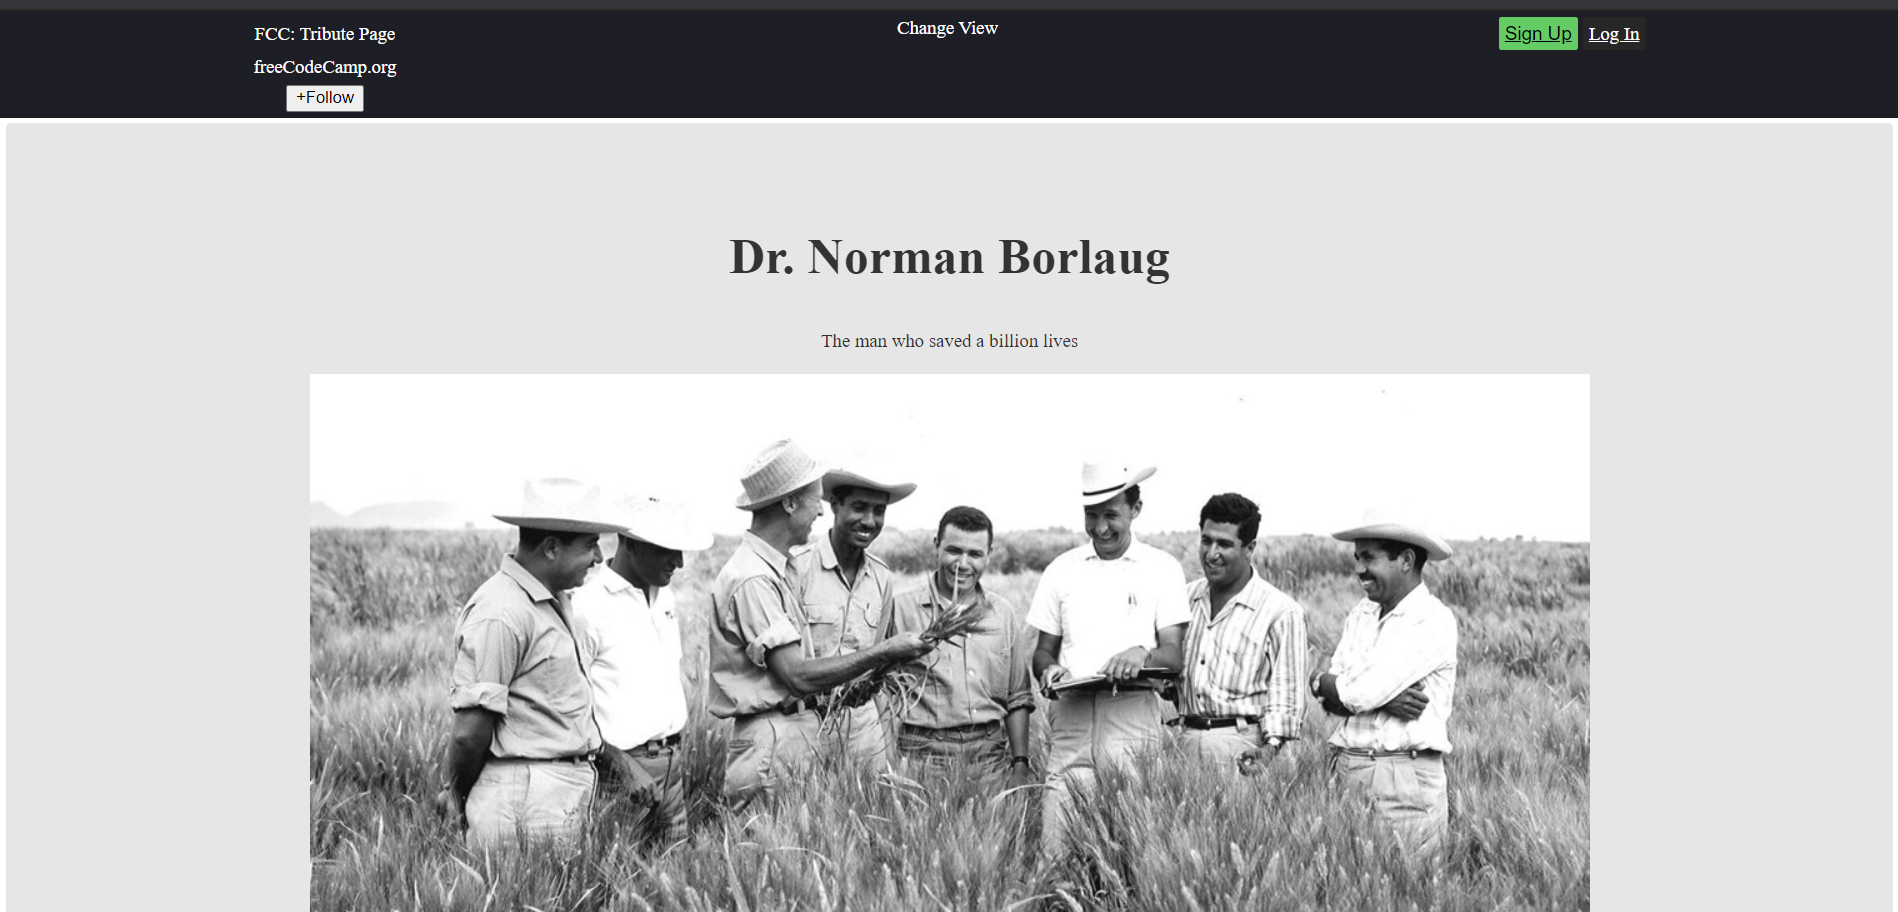 FCC: Tribute Page
freeCodeCamp.org
+Follow
Change View
Sign Up
Log In
Dr. Norman Borlaug
The man who saved a billion lives